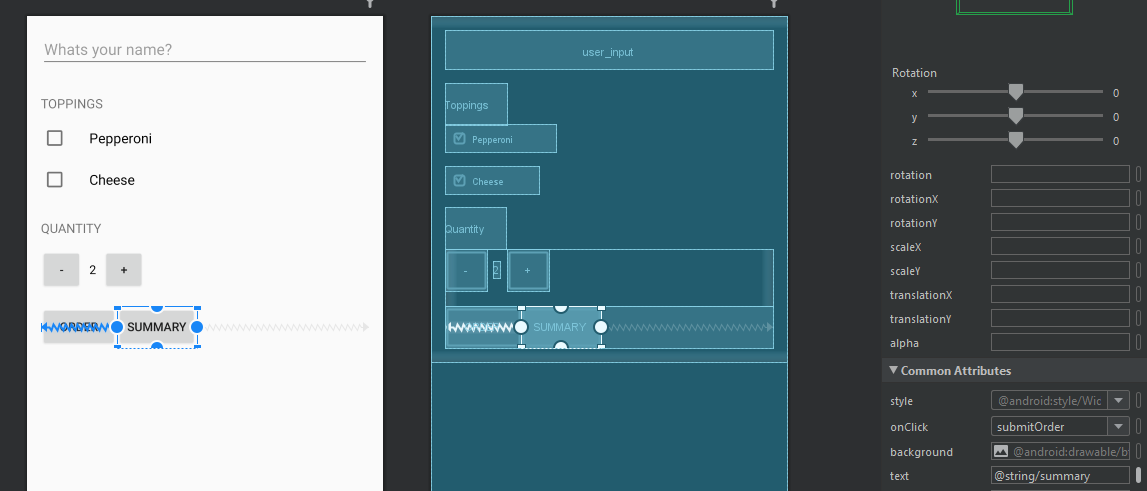 Whats your name?
TOPPINGS
Pepperoni
Cheese
QUANTITY
- 2 +
ORDER SUMMARY
user_input
Toppings
Pepperoni
Cheese
Quantity
- 2 +
SUMMARY
Rotation
x 0
y 0
z 0
rotation
rotationX
rotationY
scaleX
scaleY
translationX
translationY
alpha
Common Attributes
style @android:style/Wic
onClick submitOrder
background @android:drawable/b
text @string/summary